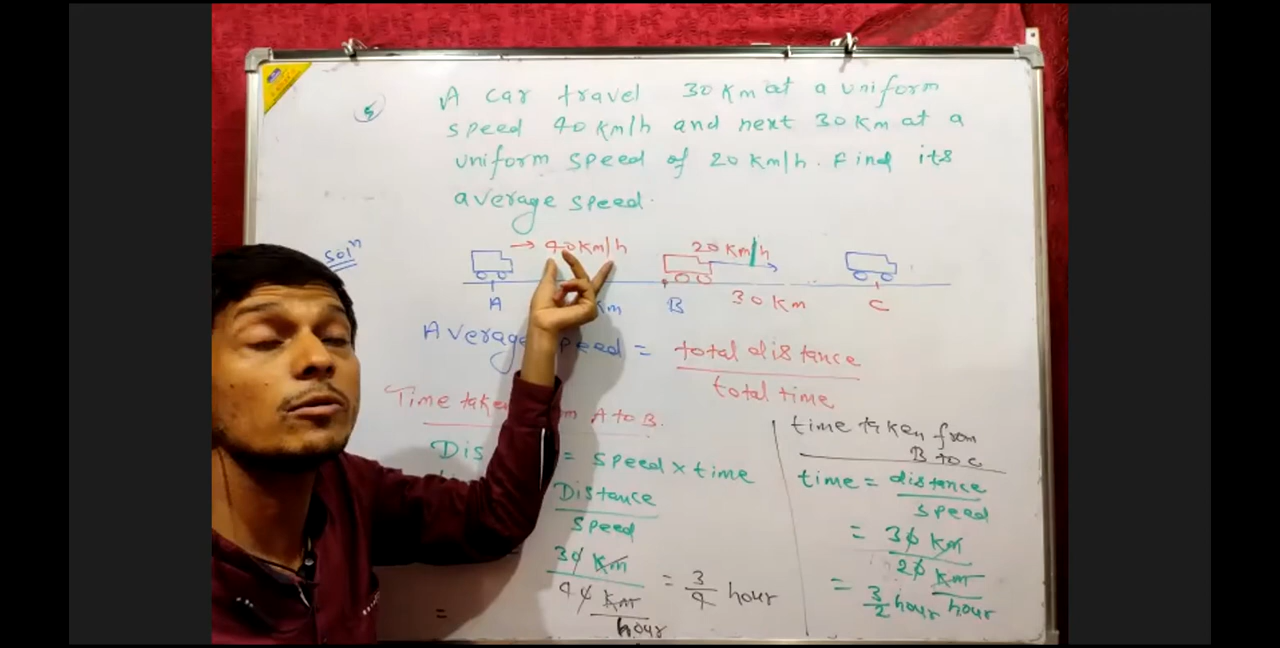 5
A car travel 30 Km at a uniform
speed 40 Km/h and next 30 Km at a
uniform speed of 20 Km/h. Find its
average speed.
Solⁿ
→ 40 Km/h
20 Km/h
A
Km
B
30 Km
C
Average speed = total distance
total time
Time taken A to B.
= Speed × time
Distance
Speed
30 Km
40 Km
hour
= 3/4 hour
=
time taken from
B to C
time = distance
speed
= 30 Km
20 Km
hour
= 3/2 hour